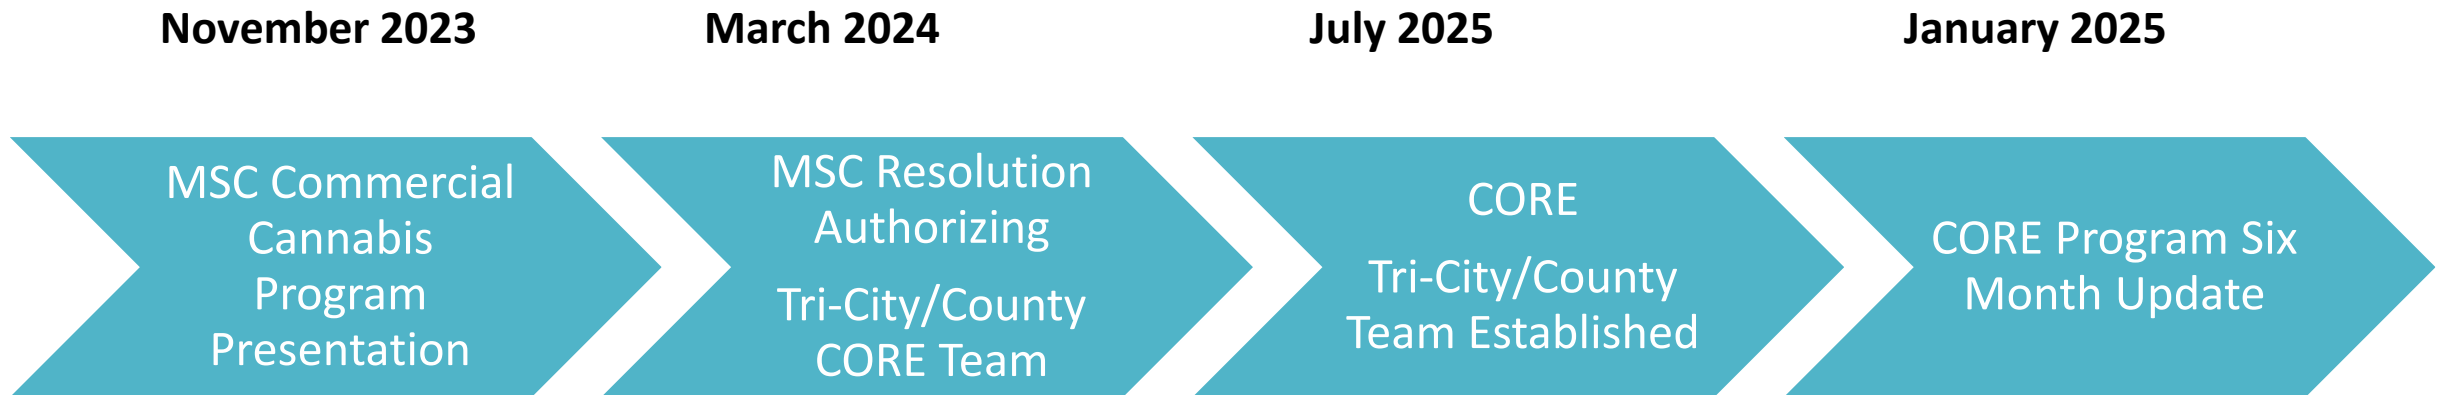 November 2023
March 2024
July 2025
January 2025
MSC Commercial
Cannabis
Program
Presentation
MSC Resolution
Authorizing
Tri-City/County
CORE Team
CORE
Tri-City/County
Team Established
CORE Program Six
Month Update